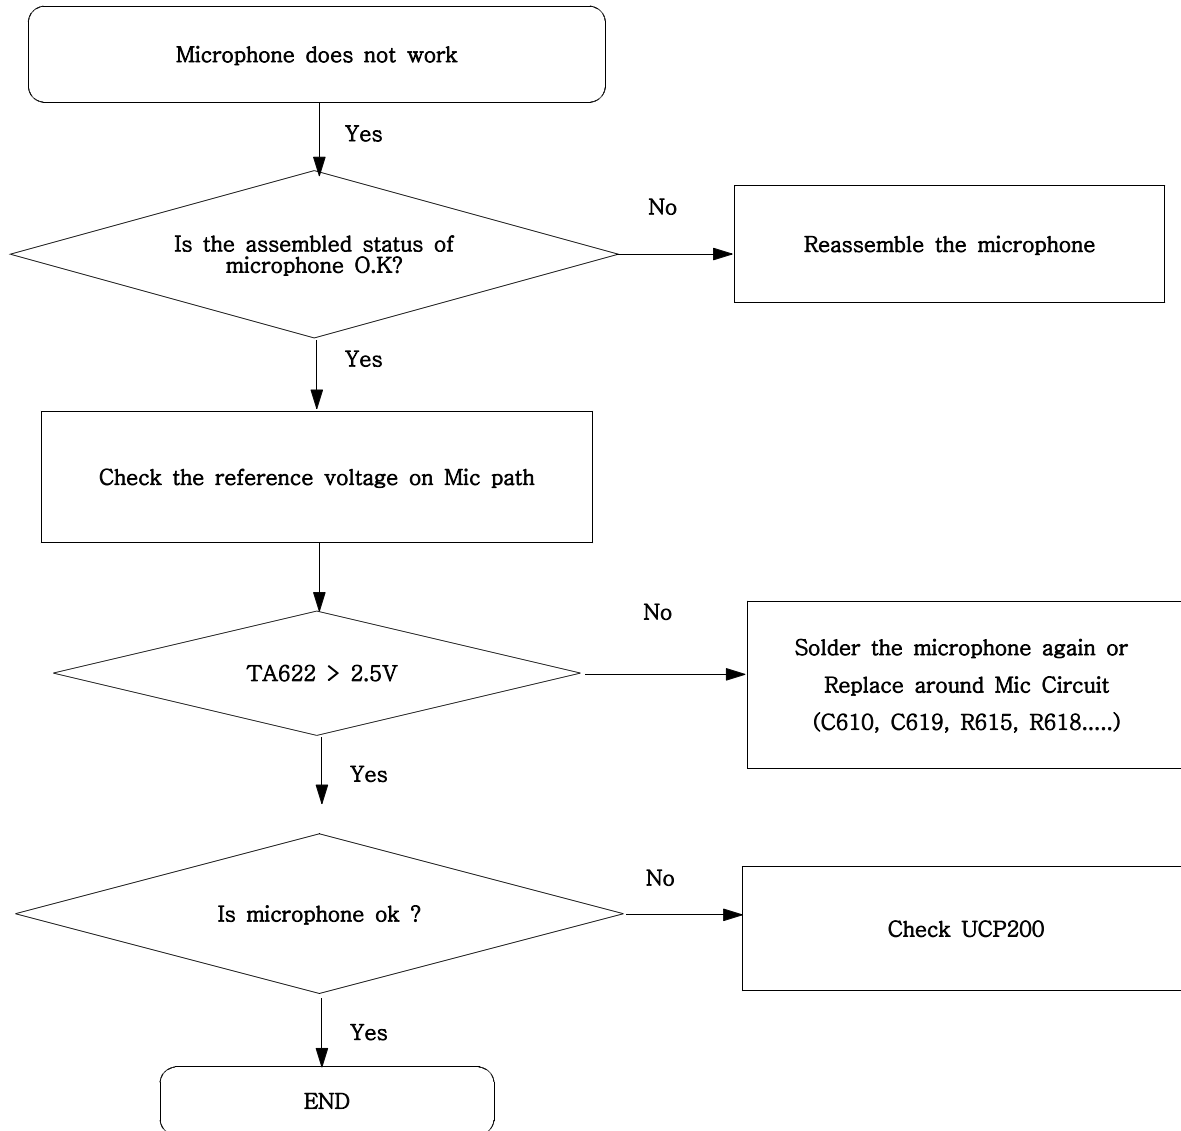 Microphone does not work
Yes
Is the assembled status of
microphone O.K?
No
Reassemble the microphone
Yes
Check the reference voltage on Mic path
TA622 > 2.5V
No
Solder the microphone again or
Replace around Mic Circuit
(C610, C619, R615, R618.....)
Yes
Is microphone ok ?
No
Check UCP200
Yes
END